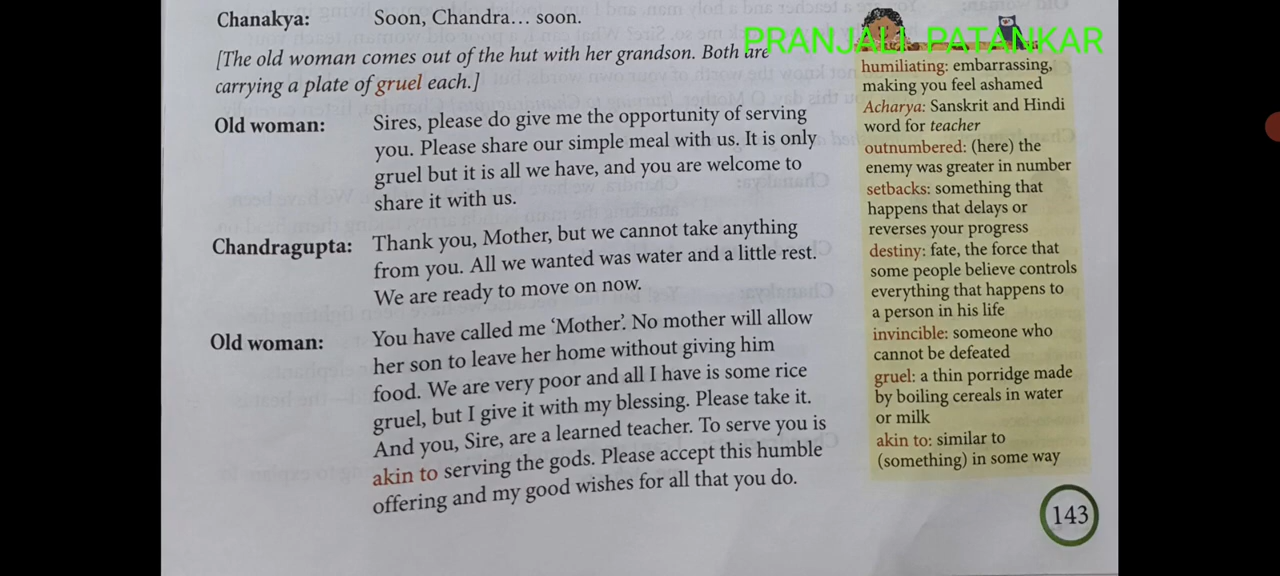 Chanakya: Soon, Chandra… soon.
[The old woman comes out of the hut with her grandson. Both are
carrying a plate of gruel each.]
Old woman: Sires, please do give me the opportunity of serving
you. Please share our simple meal with us. It is only
gruel but it is all we have, and you are welcome to
share it with us.
Chandragupta: Thank you, Mother, but we cannot take anything
from you. All we wanted was water and a little rest.
We are ready to move on now.
Old woman: You have called me ‘Mother’. No mother will allow
her son to leave her home without giving him
food. We are very poor and all I have is some rice
gruel, but I give it with my blessing. Please take it.
And you, Sire, are a learned teacher. To serve you is
akin to serving the gods. Please accept this humble
offering and my good wishes for all that you do.
PRANJALI PATANKAR
humiliating: embarrassing,
making you feel ashamed
Acharya: Sanskrit and Hindi
word for teacher
outnumbered: (here) the
enemy was greater in number
setbacks: something that
happens that delays or
reverses your progress
destiny: fate, the force that
some people believe controls
everything that happens to
a person in his life
invincible: someone who
cannot be defeated
gruel: a thin porridge made
by boiling cereals in water
or milk
akin to: similar to
(something) in some way
143